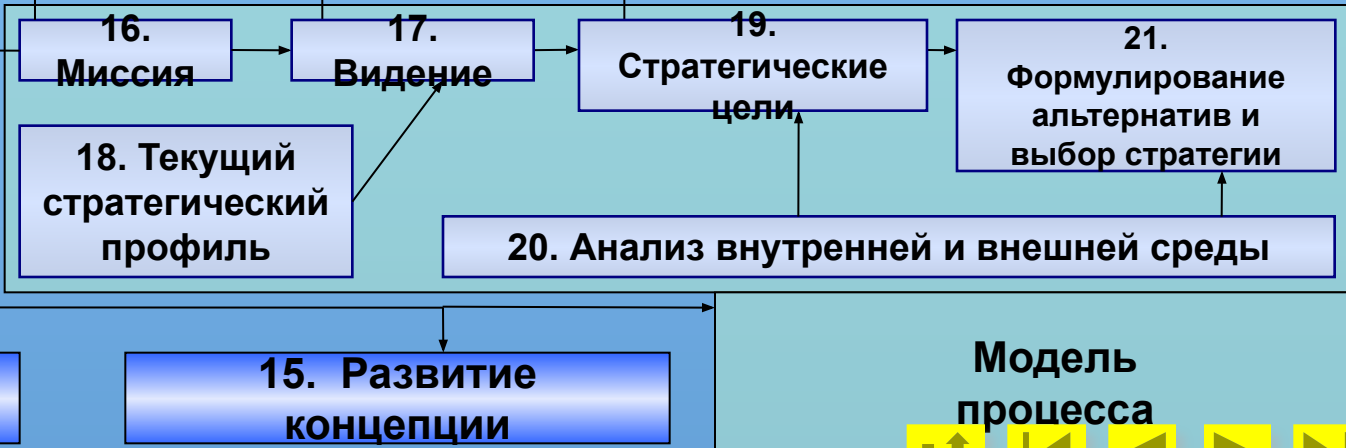 16.
Миссия
17.
Видение
19.
Стратегические
цели
21.
Формулирование
альтернатив и
выбор стратегии
18. Текущий
стратегический
профиль
20. Анализ внутренней и внешней среды
15. Развитие
концепции
Модель
процесса